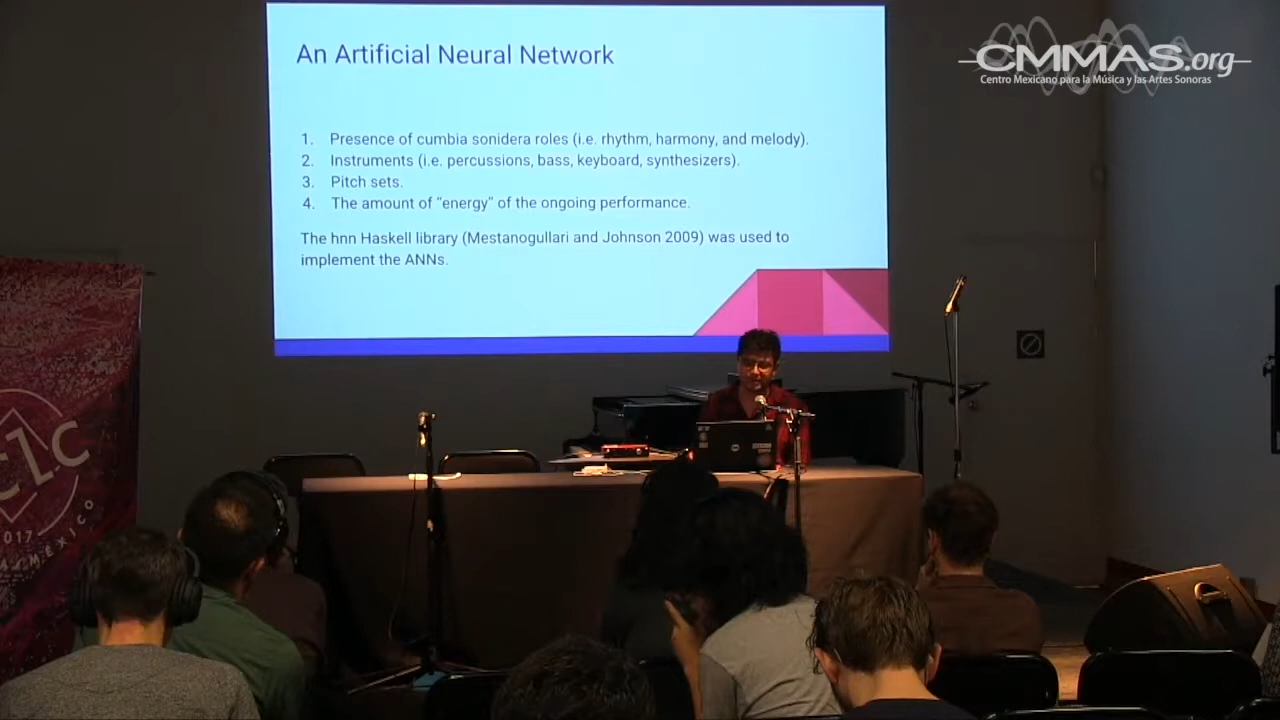 An Artificial Neural Network
CMMAS.org
Centro Mexicano para la Música y las Artes Sonoras
1. Presence of cumbia sonidera roles (i.e. rhythm, harmony, and melody).
2. Instruments (i.e. percussions, bass, keyboard, synthesizers).
3. Pitch sets.
4. The amount of “energy” of the ongoing performance.
The hnn Haskell library (Mestanogullari and Johnson 2009) was used to
implement the ANNs.
CLC
2017
MÉXICO